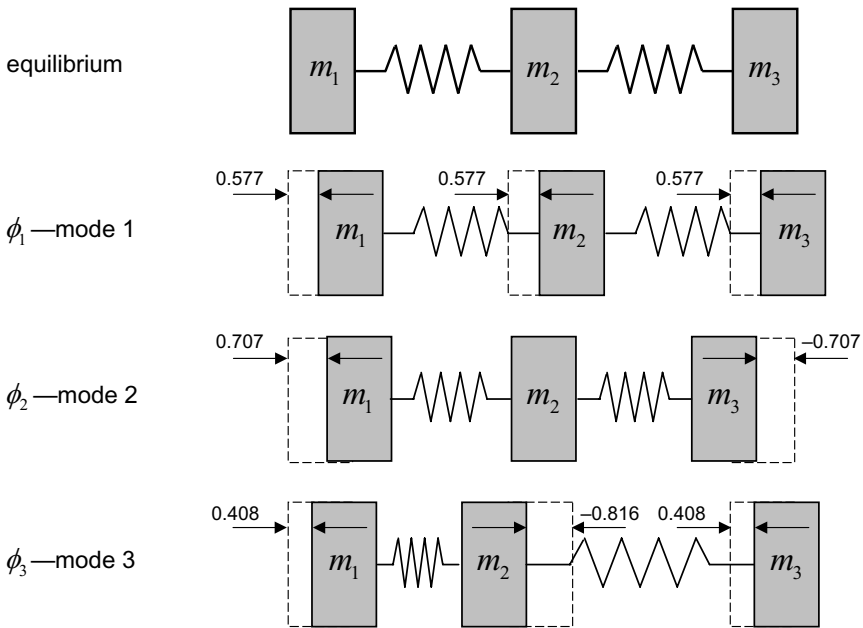 equilibrium
m₁ m₂ m₃
0.577 0.577 0.577
ϕ₁ —mode 1
m₁ m₂ m₃
0.707 –0.707
ϕ₂ —mode 2
m₁ m₂ m₃
0.408 –0.816 0.408
ϕ₃ —mode 3
m₁ m₂ m₃